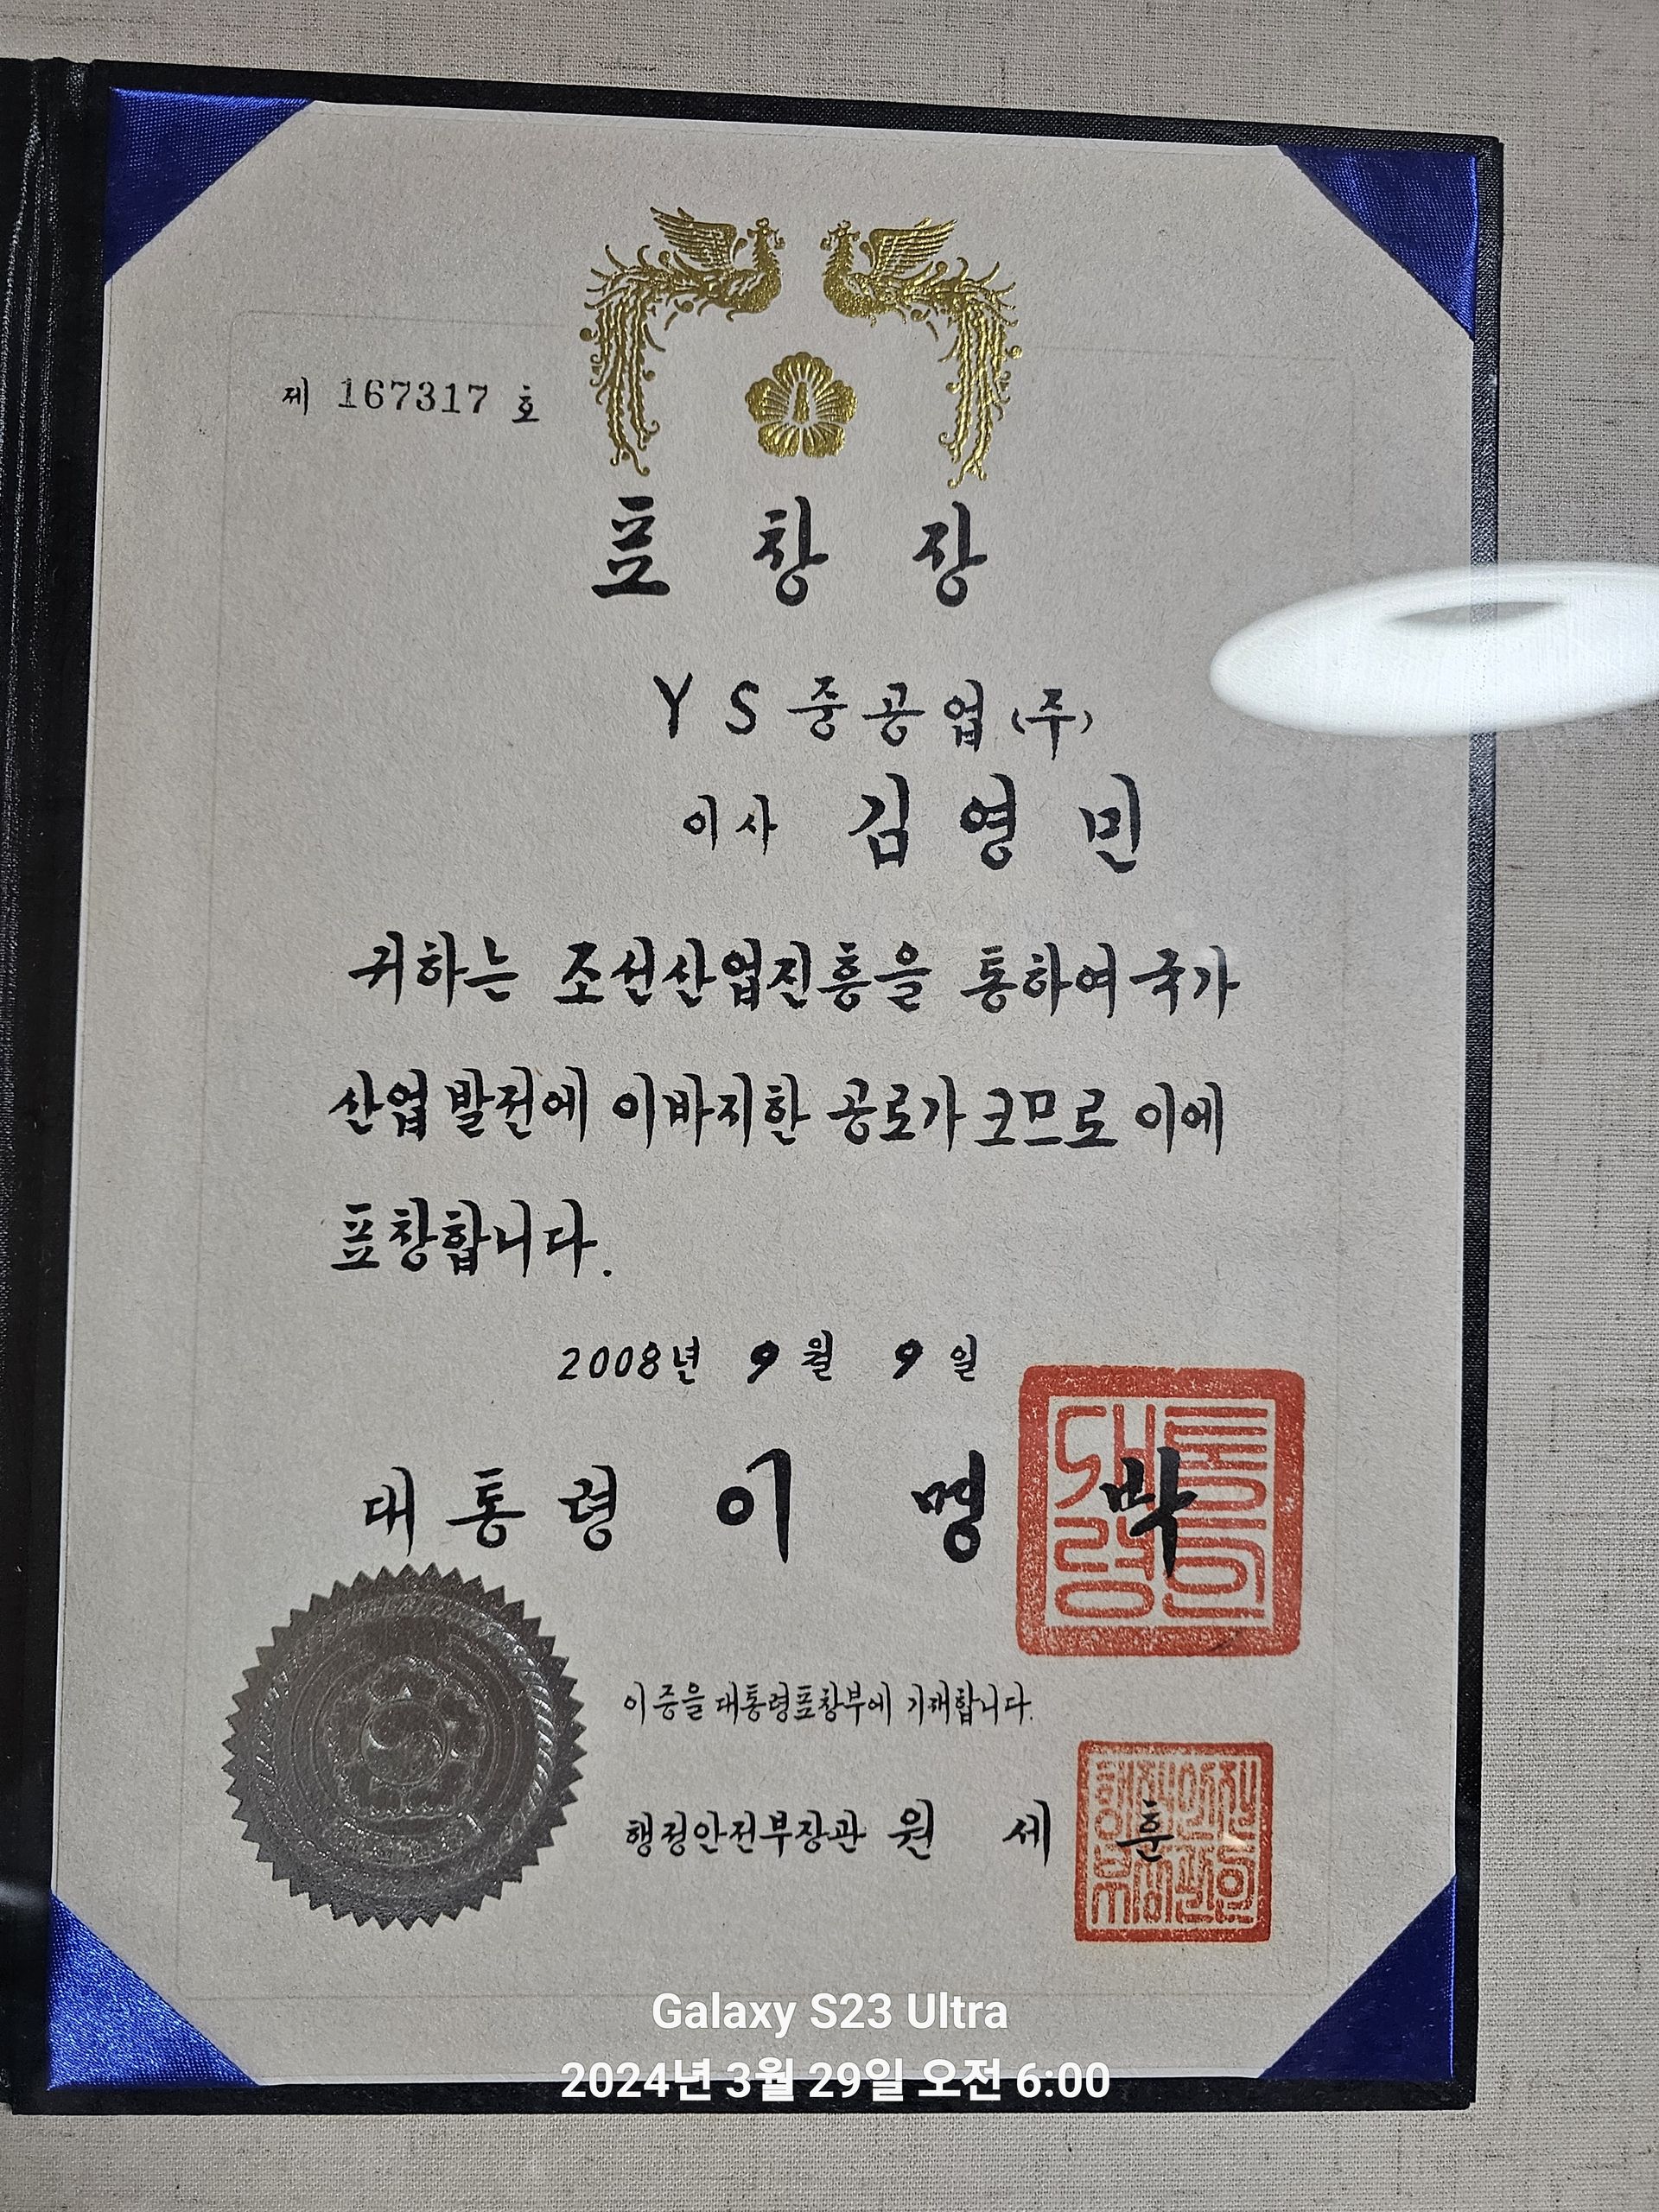 제 167317 호
표 창 장
Y S 중 공 업 (주)
이사 김 영 민
귀하는 조선산업진흥을 통하여 국가
산업발전에 이바지한 공로가 크므로 이에
표창합니다.
2008년 9월 9일
대통령 이 명 박
대통령의인
이 증을 대통령표창부에 기재합니다.
행정안전부장관 원 세 훈
Galaxy S23 Ultra
2024년 3월 29일 오전 6:00